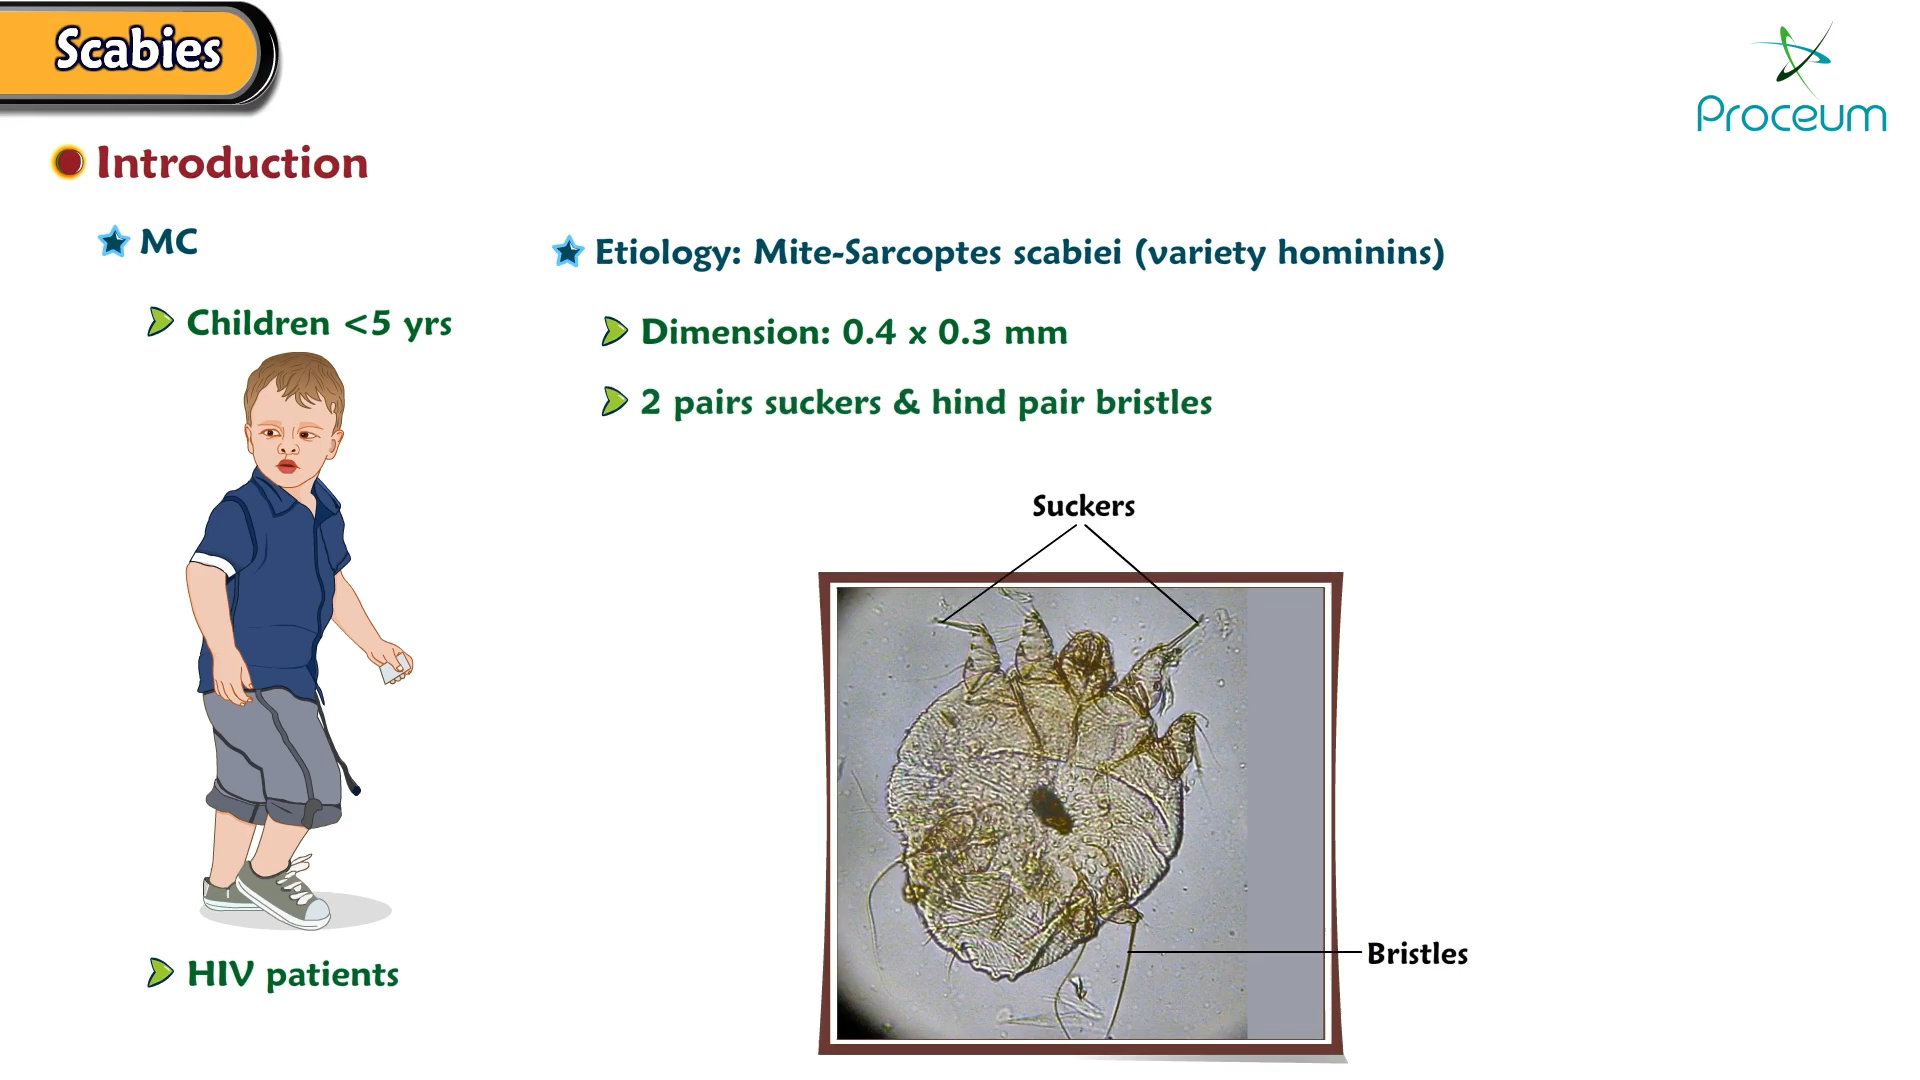 Scabies
Proceum
Introduction
MC
Children <5 yrs
HIV patients
Etiology: Mite-Sarcoptes scabiei (variety hominins)
Dimension: 0.4 x 0.3 mm
2 pairs suckers & hind pair bristles
Suckers
Bristles